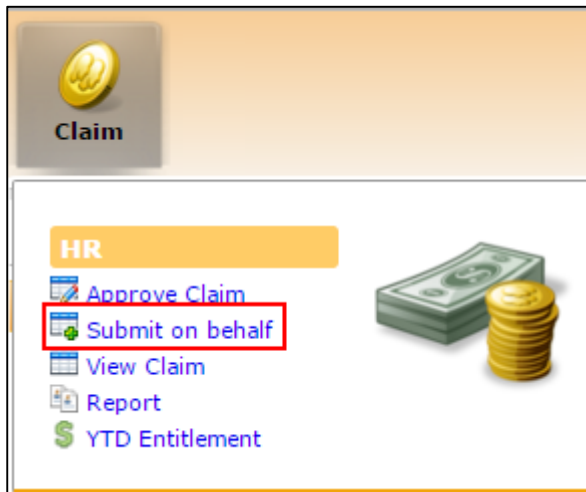 Claim
HR
Approve Claim
Submit on behalf
View Claim
Report
YTD Entitlement